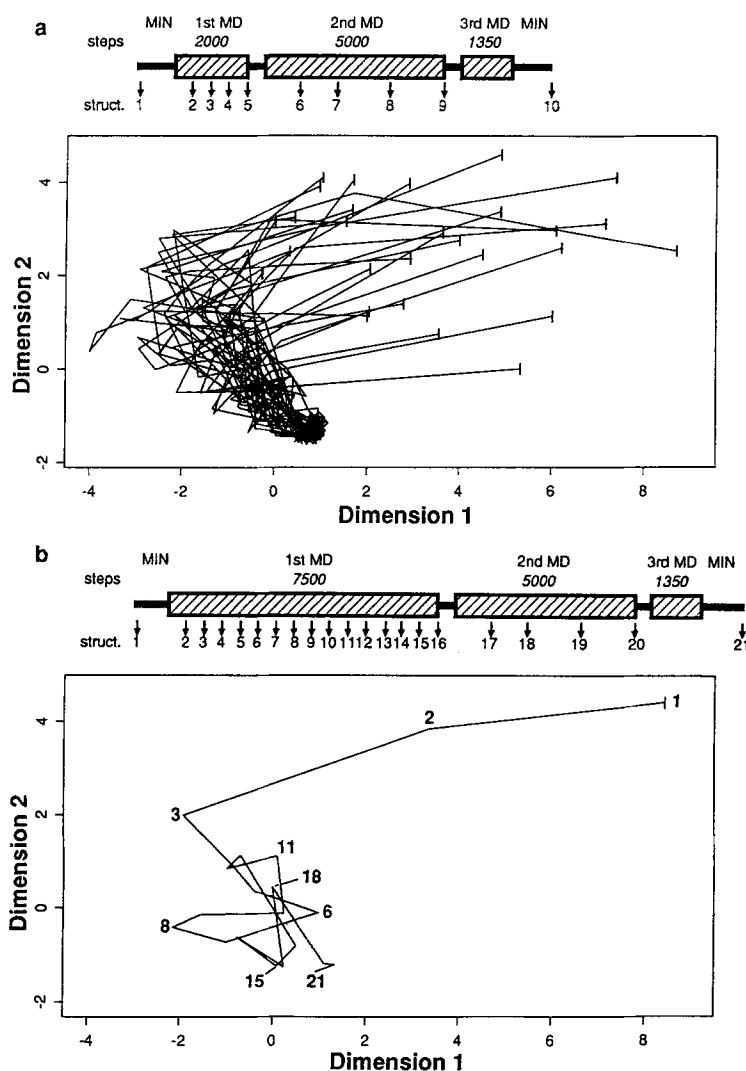 a
MIN 1st MD 2nd MD 3rd MD MIN
steps 2000 5000 1350
struct. 1 2 3 4 5 6 7 8 9 10
4
2
0
-2
Dimension 2
-4 -2 0 2 4 6 8
Dimension 1
b
MIN 1st MD 2nd MD 3rd MD MIN
steps 7500 5000 1350
struct. 1 2 3 4 5 6 7 8 9 10 11 12 13 14 15 16 17 18 19 20 21
4
2
0
-2
Dimension 2
1
2
3
11
18
6
8
15 21
-4 -2 0 2 4 6 8
Dimension 1